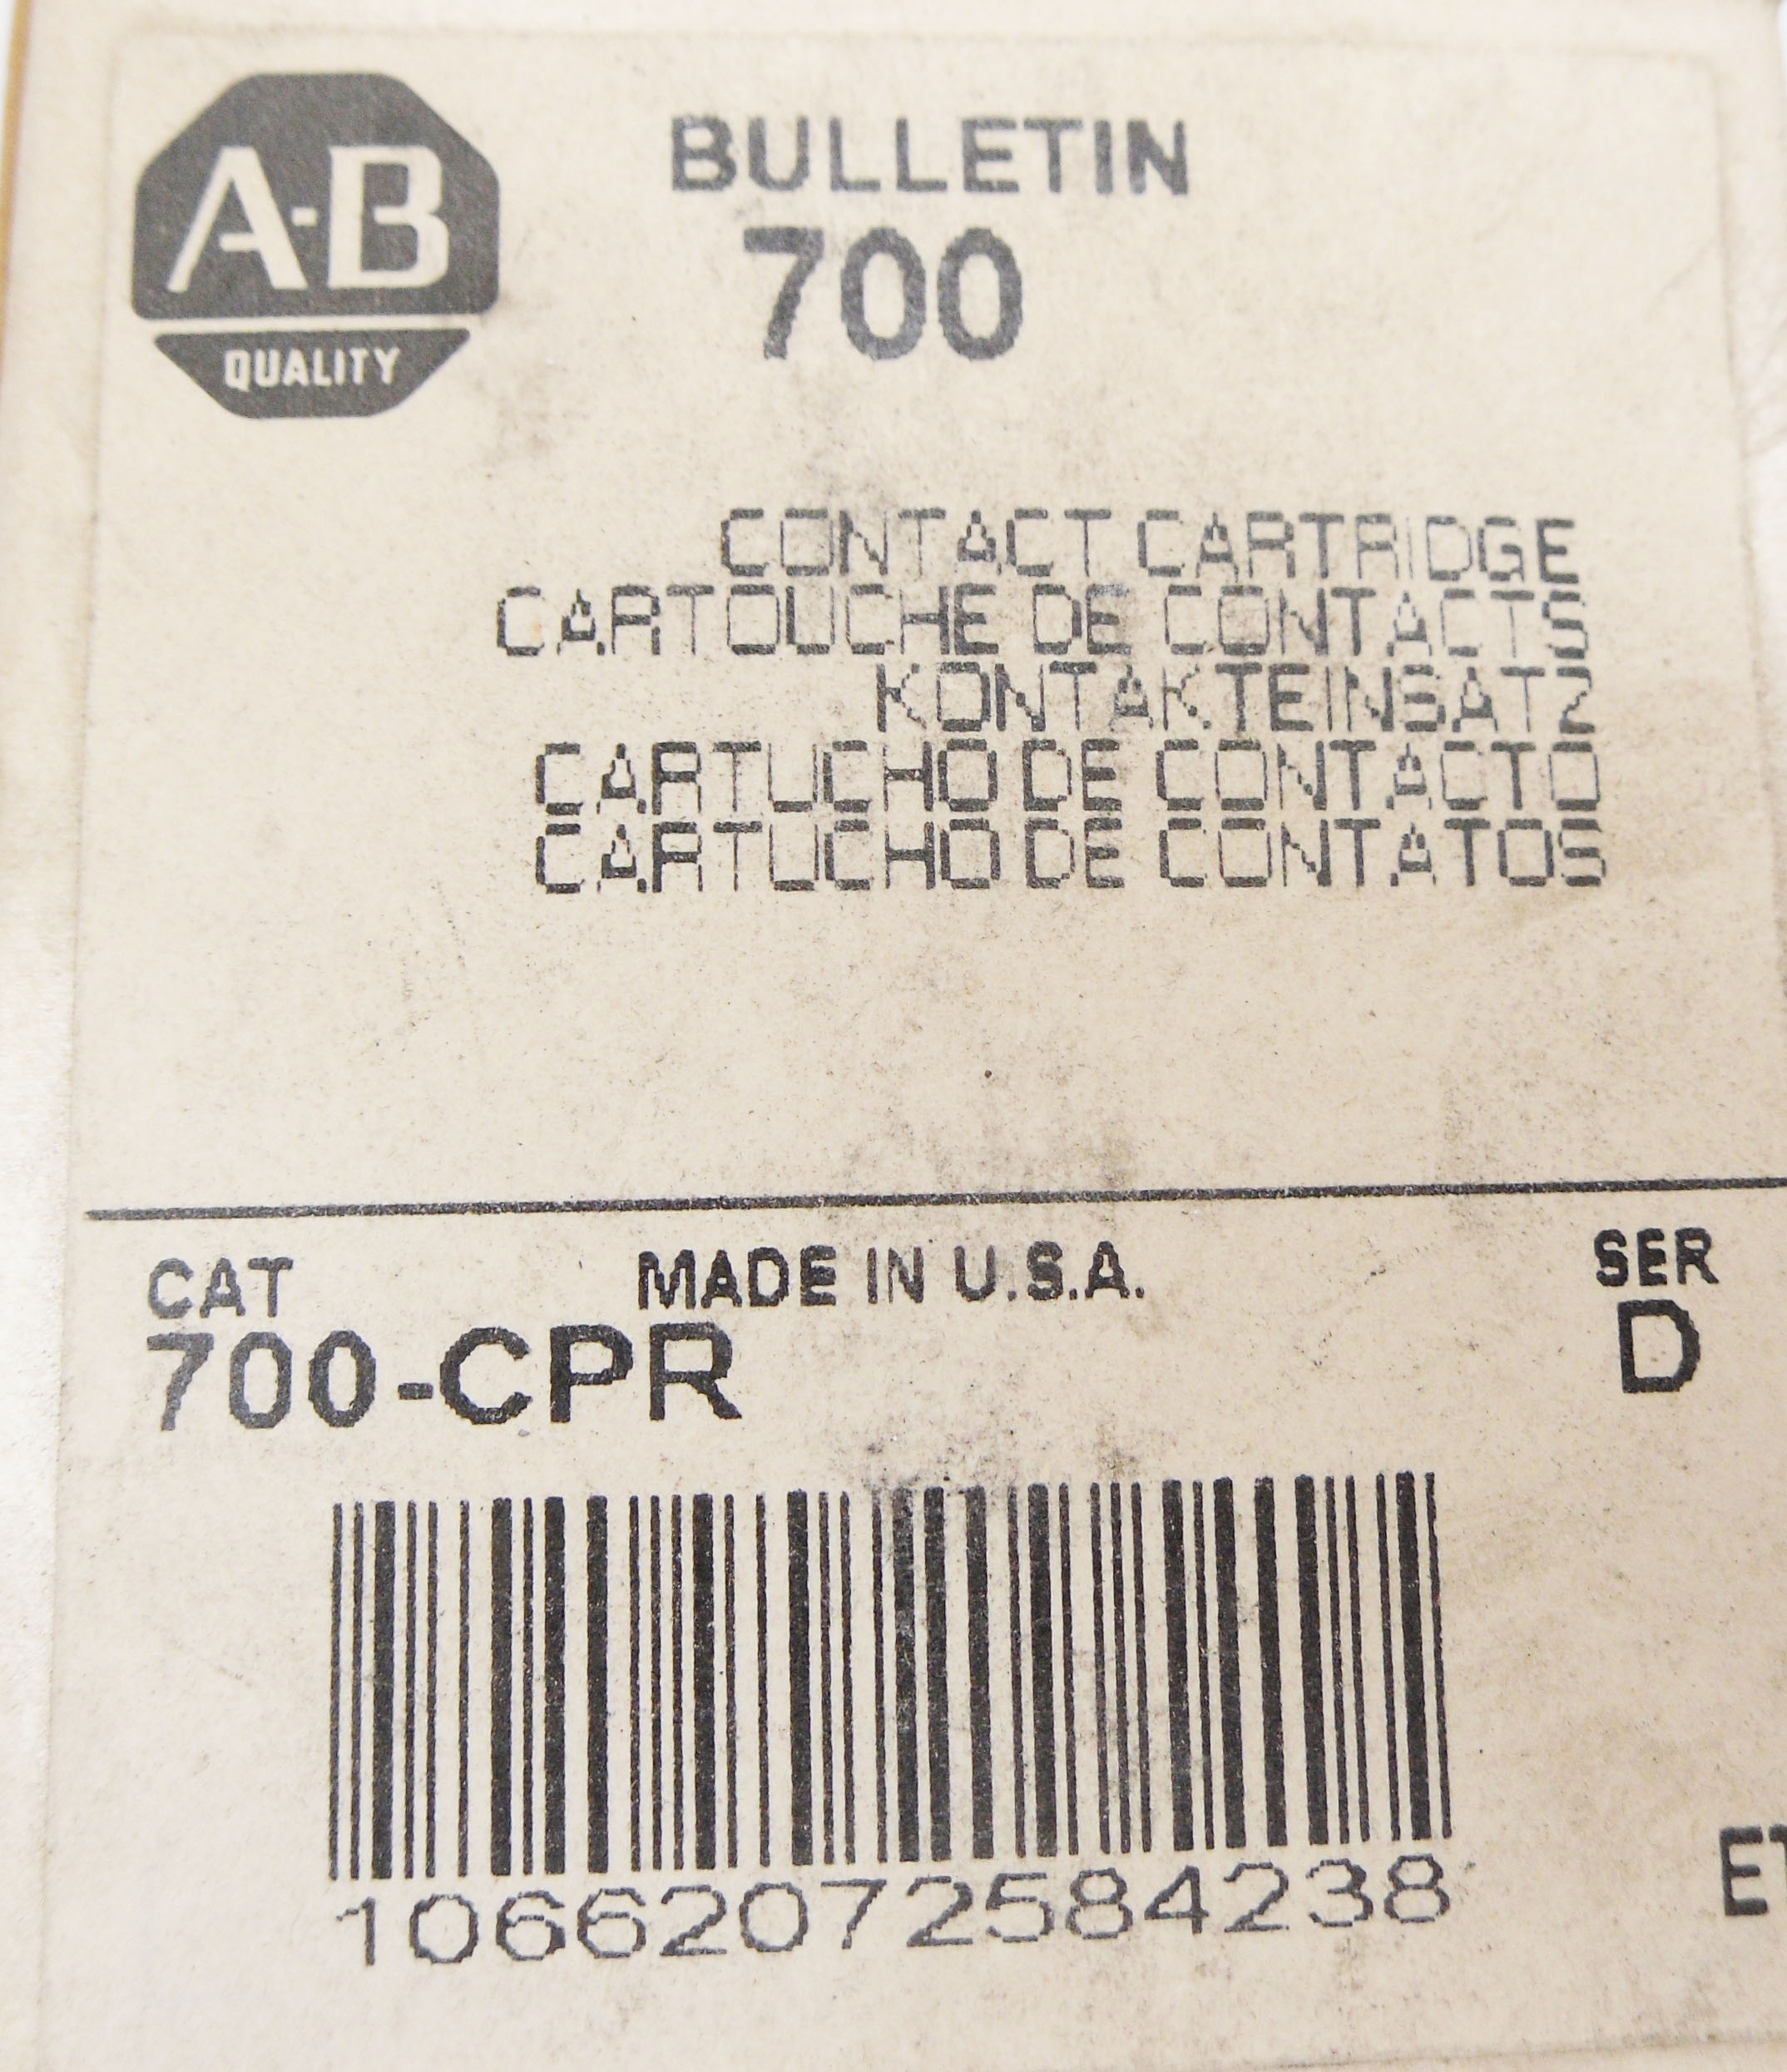 A-B
QUALITY
BULLETIN
700
CONTACT CARTRIDGE
CARTOUCHE DE CONTACTS
KONTAKTEINSATZ
CARTUCHO DE CONTACTO
CARTUCHO DE CONTATOS
CAT MADE IN U.S.A. SER
700-CPR D
10662072584238